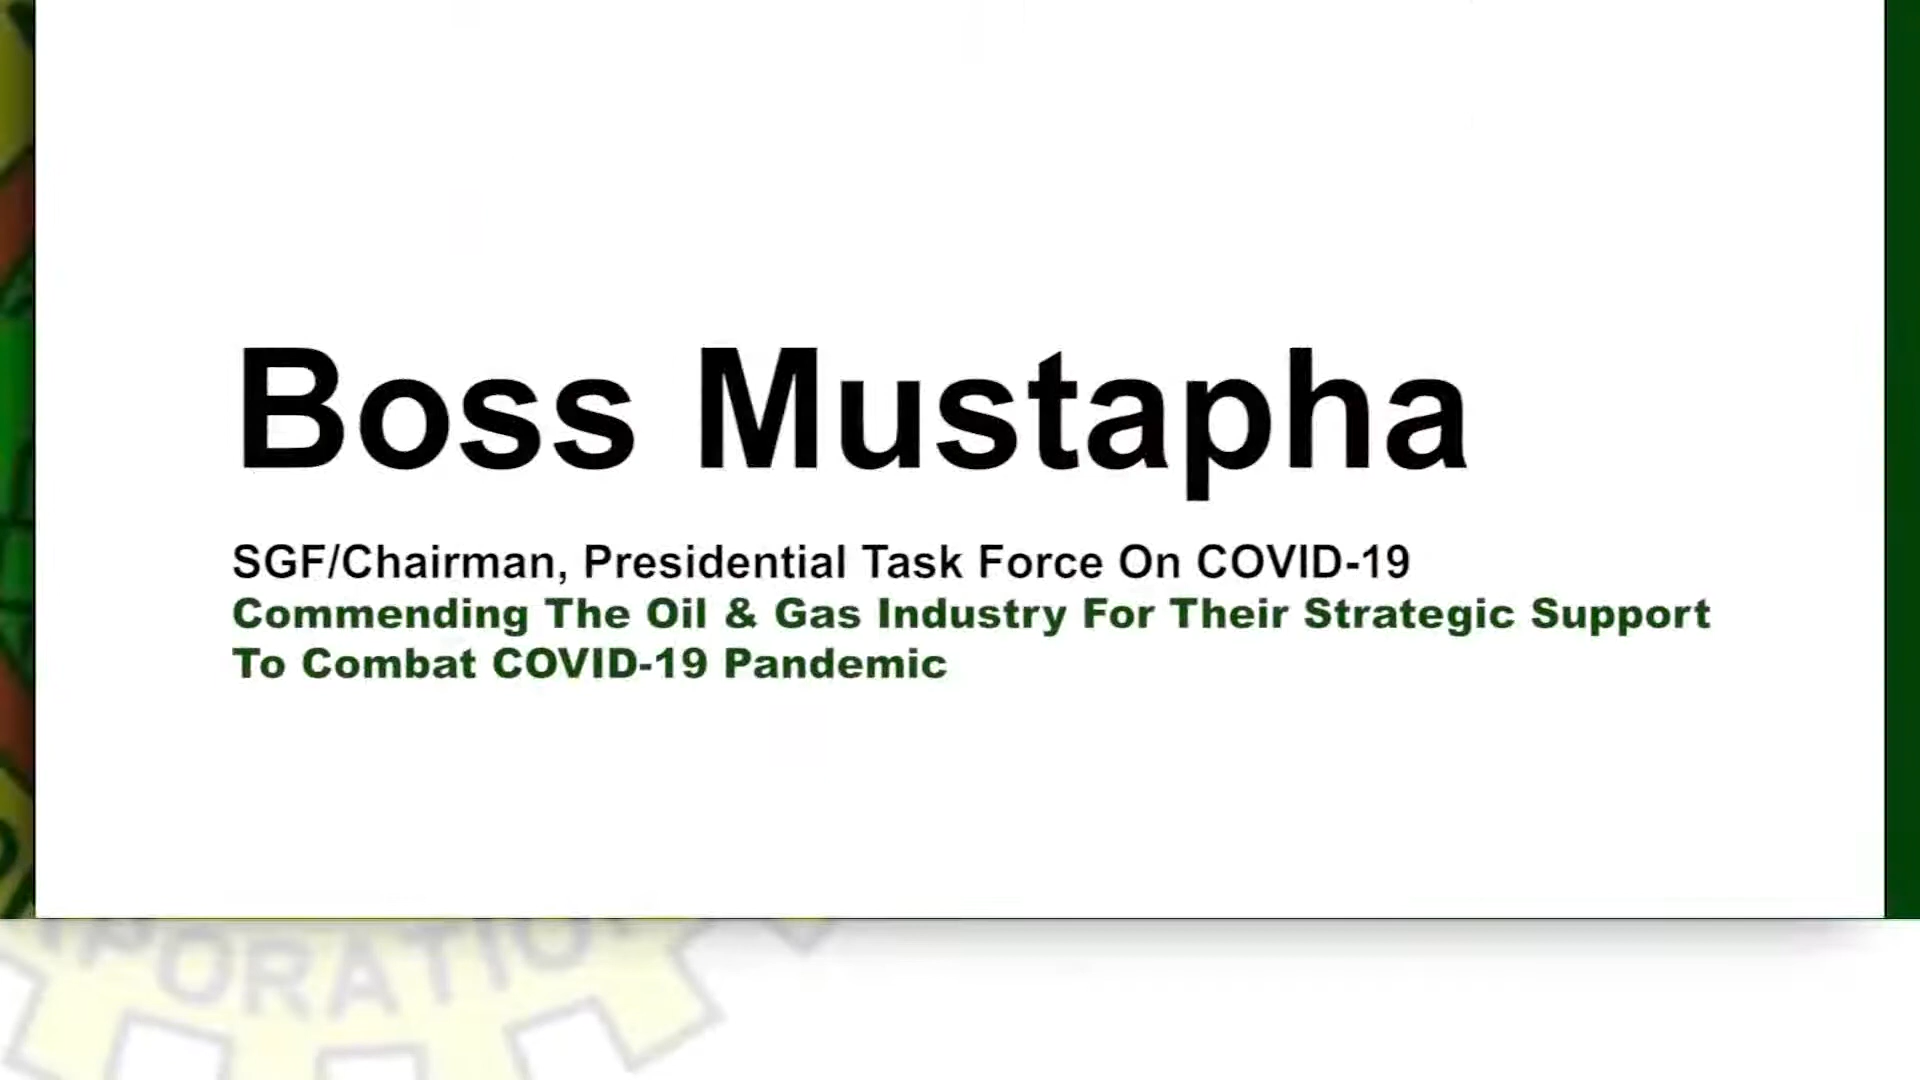 Boss Mustapha
SGF/Chairman, Presidential Task Force On COVID-19
Commending The Oil & Gas Industry For Their Strategic Support
To Combat COVID-19 Pandemic
PORATIO